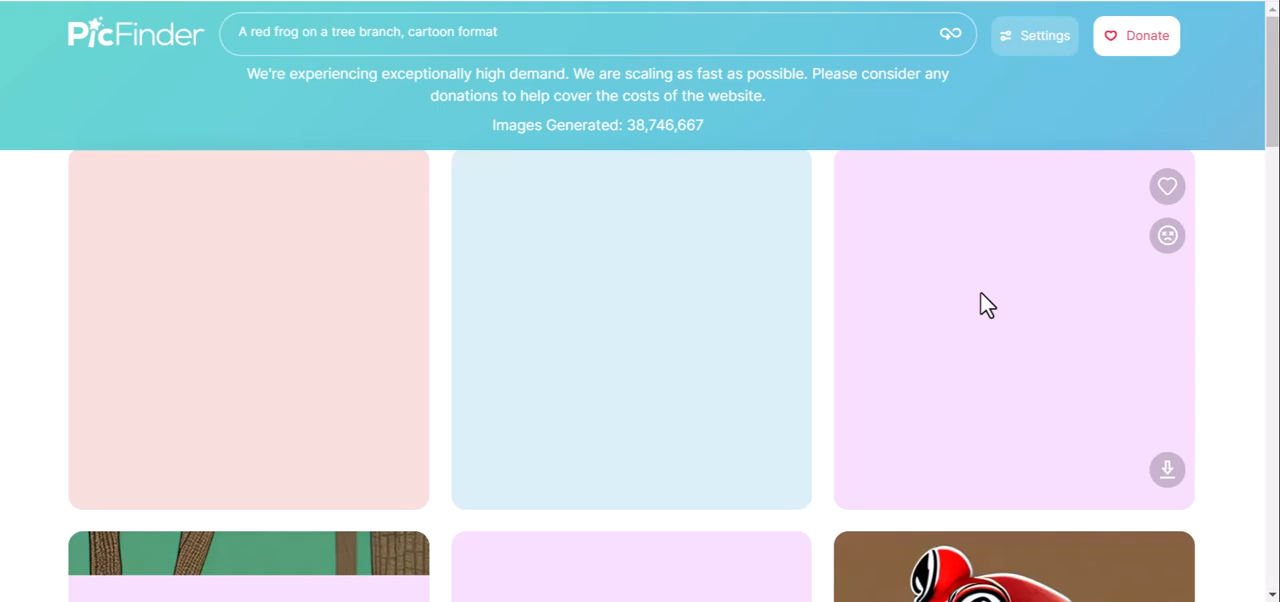 PicFinder
A red frog on a tree branch, cartoon format
Settings
Donate
We're experiencing exceptionally high demand. We are scaling as fast as possible. Please consider any
donations to help cover the costs of the website.
Images Generated: 38,746,667